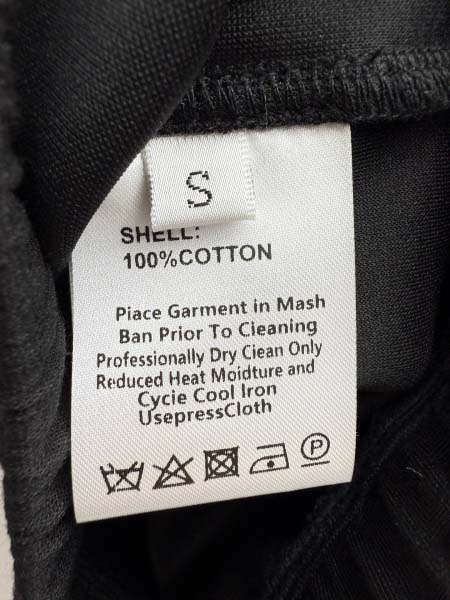 S
SHELL:
100%COTTON
Piace Garment in Mash
Ban Prior To Cleaning
Professionally Dry Clean Only
Reduced Heat Moidture and
Cycie Cool Iron
UsepressCloth
P